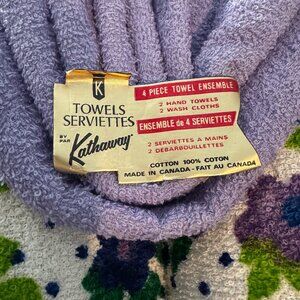 K
TOWELS
SERVIETTES
BY
PAR
Kathaway
4 PIECE TOWEL ENSEMBLE
2 HAND TOWELS
2 WASH CLOTHS
ENSEMBLE de 4 SERVIETTES
2 SERVIETTES A MAINS
2 DÉBARBOUILLETTES
COTTON 100% COTON
MADE IN CANADA - FAIT AU CANADA